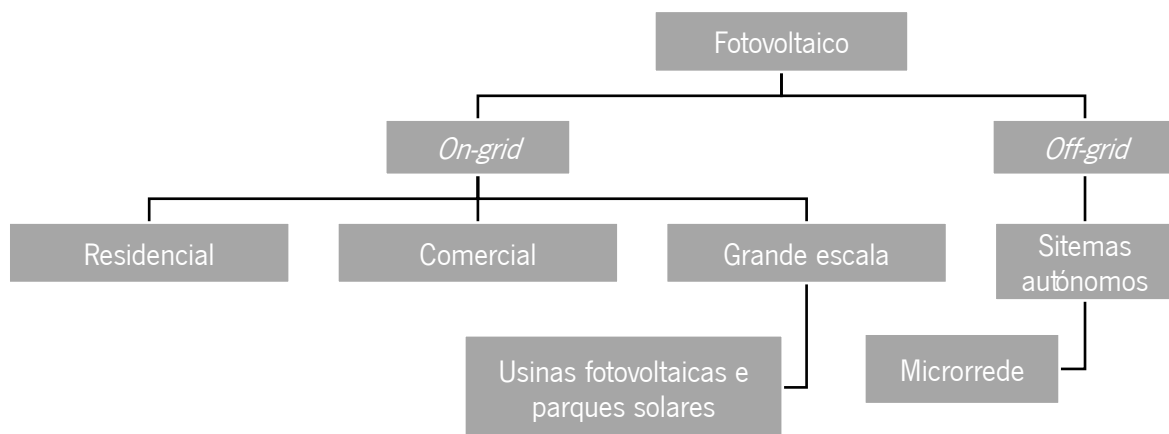 Fotovoltaico
On-grid
Off-grid
Residencial
Comercial
Grande escala
Sitemas
autónomos
Usinas fotovoltaicas e
parques solares
Microrrede